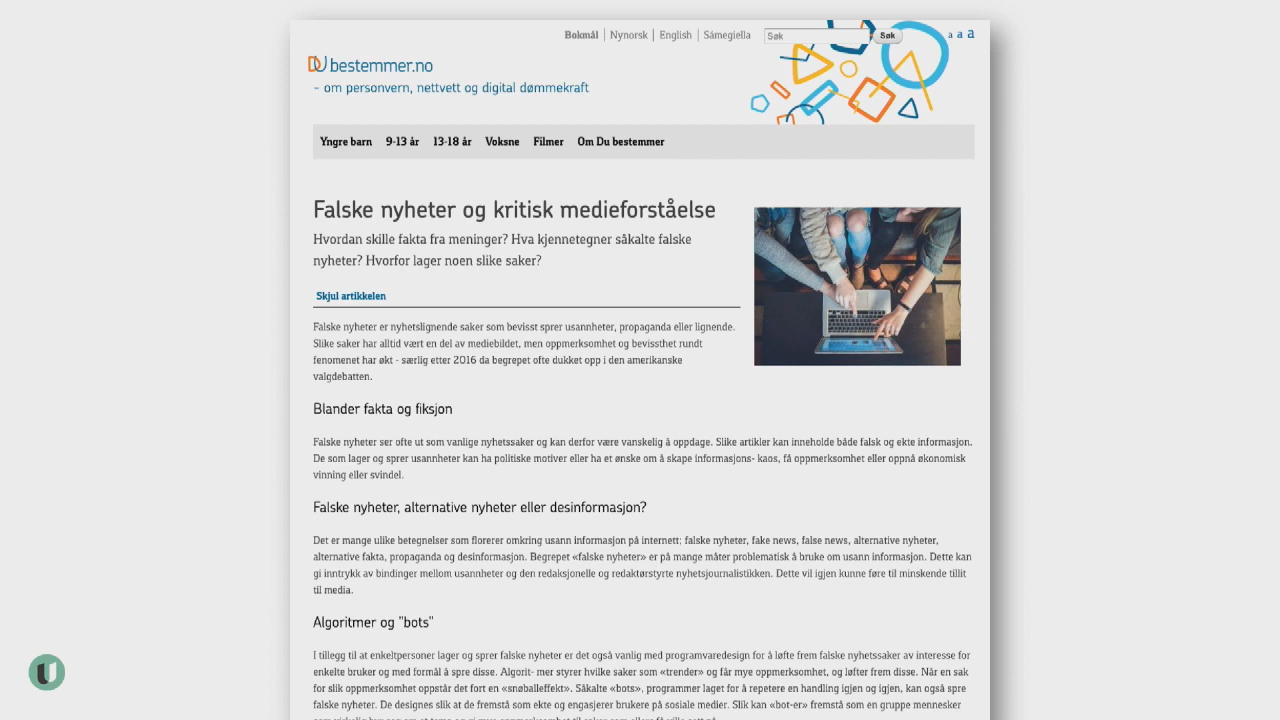 Bokmål | Nynorsk | English | Sámegiella Søk Søk a a a
DU bestemmer.no
- om personvern, nettvett og digital dømmekraft
Yngre barn 9-13 år 13-18 år Voksne Filmer Om Du bestemmer
Falske nyheter og kritisk medieforståelse
Hvordan skille fakta fra meninger? Hva kjennetegner såkalte falske
nyheter? Hvorfor lager noen slike saker?
Skjul artikkelen
Falske nyheter er nyhetslignende saker som bevisst sprer usannheter, propaganda eller lignende.
Slike saker har alltid vært en del av mediebildet, men oppmerksomhet og bevissthet rundt
fenomenet har økt - særlig etter 2016 da begrepet ofte dukket opp i den amerikanske
valgdebatten.
Blander fakta og fiksjon
Falske nyheter ser ofte ut som vanlige nyhetssaker og kan derfor være vanskelig å oppdage. Slike artikler kan inneholde både falsk og ekte informasjon.
De som lager og sprer usannheter kan ha politiske motiver eller ha et ønske om å skape informasjons- kaos, få oppmerksomhet eller oppnå økonomisk
vinning eller svindel.
Falske nyheter, alternative nyheter eller desinformasjon?
Det er mange ulike betegnelser som florerer omkring usann informasjon på internett; falske nyheter, fake news, false news, alternative nyheter,
alternative fakta, propaganda og desinformasjon. Begrepet «falske nyheter» er på mange måter problematisk å bruke om usann informasjon. Dette kan
gi inntrykk av bindinger mellom usannheter og den redaksjonelle og redaktørstyrte nyhetsjournalistikken. Dette vil igjen kunne føre til minskende tillit
til media.
Algoritmer og "bots"
I tillegg til at enkeltpersoner lager og sprer falske nyheter er det også vanlig med programvaredesign for å løfte frem falske nyhetssaker av interesse for
enkelte bruker og med formål å spre disse. Algorit- mer styrer hvilke saker som «trender» og får mye oppmerksomhet, og løfter frem disse. Når en sak
for slik oppmerksomhet oppstår det fort en «snøballeffekt». Såkalte «bots», programmer laget for å repetere en handling igjen og igjen, kan også spre
falske nyheter. De designes slik at de fremstå som ekte og engasjerer brukere på sosiale medier. Slik kan «bot-er» fremstå som en gruppe mennesker